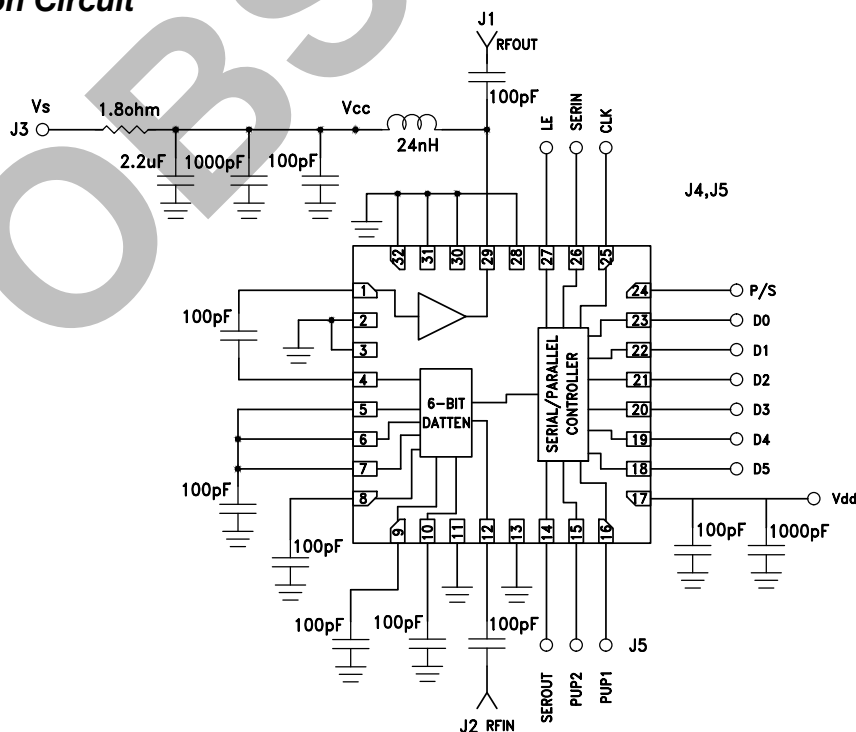 on Circuit
OBS
J1
RFOUT
100pF
Vs
1.8ohm
Vcc
J3
24nH
2.2uF
1000pF
100pF
LE
SERIN
CLK
J4,J5
32
31
30
29
28
27
26
25
1
2
3
4
5
6
7
8
100pF
100pF
6-BIT
DATTEN
SERIAL/PARALLEL
CONTROLLER
24
P/S
23
D0
22
D1
21
D2
20
D3
19
D4
18
D5
17
Vdd
100pF
1000pF
9
10
11
12
13
14
15
16
100pF
100pF
100pF
100pF
J5
SEROUT
PUP2
PUP1
J2 RFIN